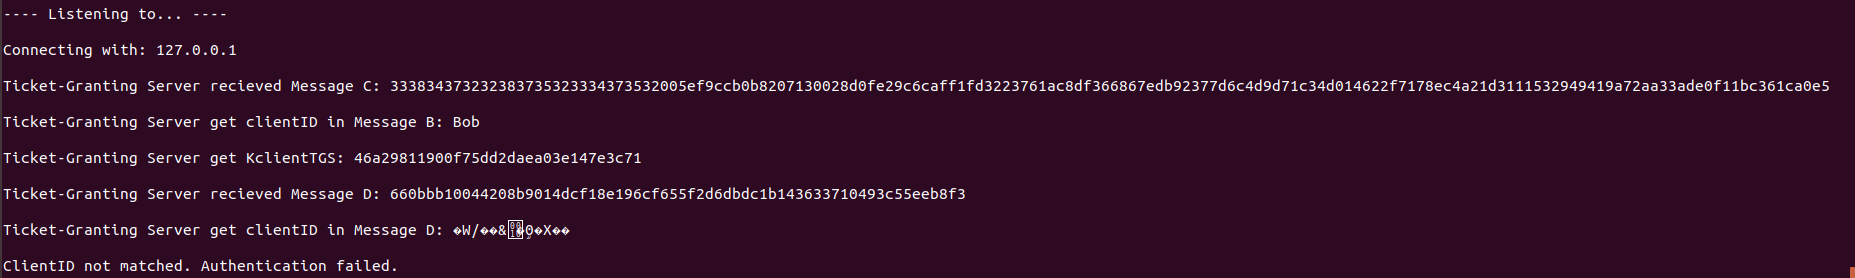 ---- Listening to... ----
Connecting with: 127.0.0.1
Ticket-Granting Server recieved Message C: 333834373232383735323334373532005ef9ccb0b8207130028d0fe29c6caff1fd3223761ac8df366867edb92377d6c4d9d71c34d014622f7178ec4a21d3111532949419a72aa33ade0f11bc361ca0e5
Ticket-Granting Server get clientID in Message B: Bob
Ticket-Granting Server get KclientTGS: 46a29811900f75dd2daea03e147e3c71
Ticket-Granting Server recieved Message D: 660bbb10044208b9014dcf18e196cf655f2d6dbdc1b143633710493c55eeb8f3
Ticket-Granting Server get clientID in Message D: �W/��&�0�X��
ClientID not matched. Authentication failed.